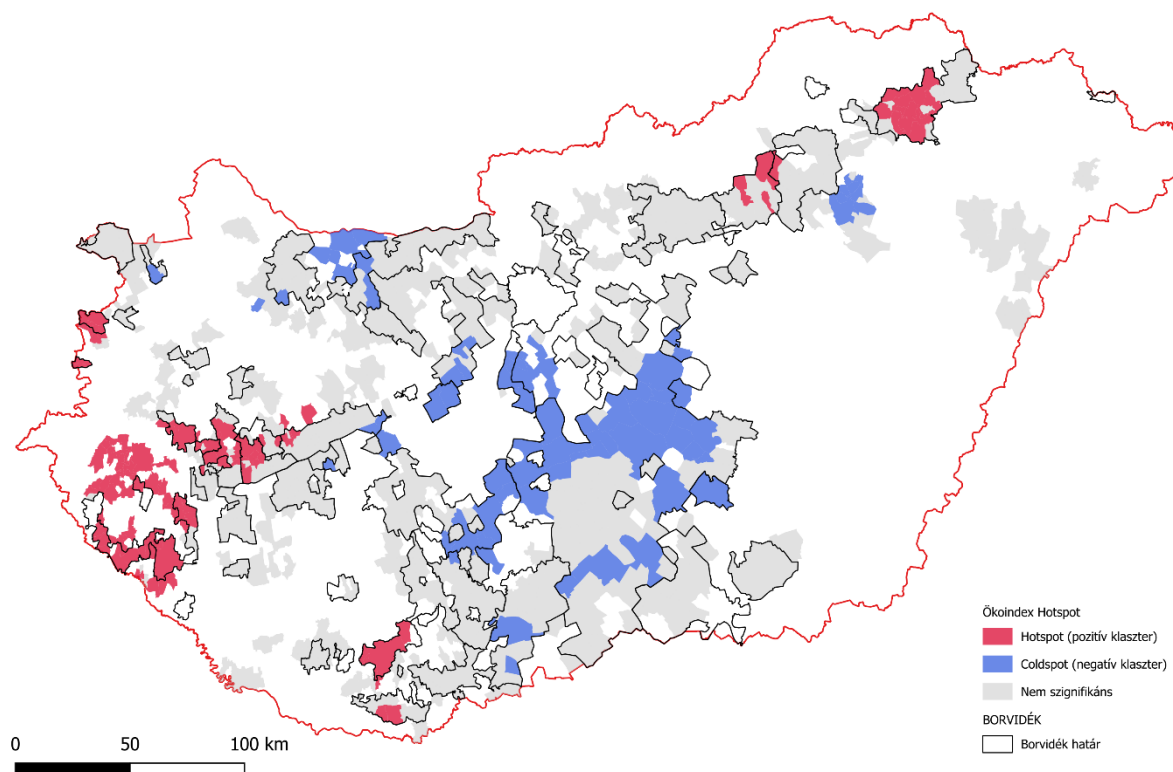 Ökoindex Hotspot
Hotspot (pozitív klaszter)
Coldspot (negatív klaszter)
Nem szignifikáns
BORVIDÉK
Borvidék határ
0 50 100 km